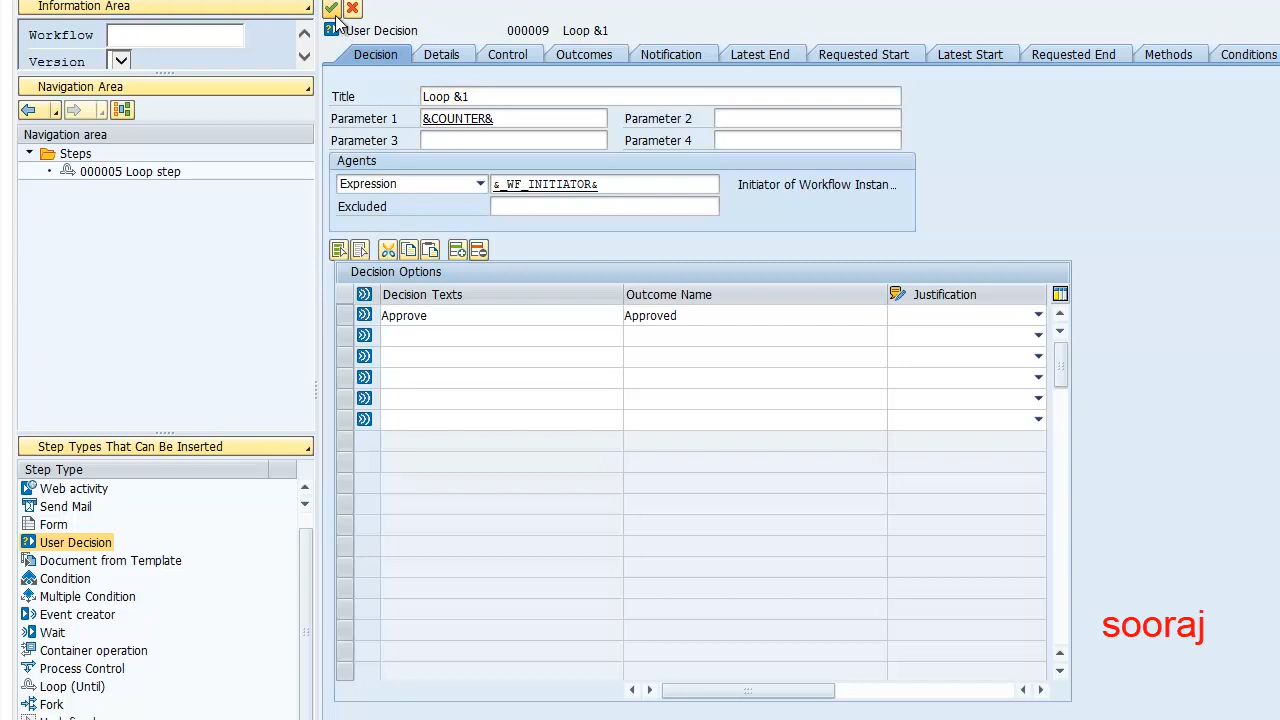 Information Area
Workflow
Version
Navigation Area
Navigation area
Steps
000005 Loop step
Step Types That Can Be Inserted
Step Type
Web activity
Send Mail
Form
User Decision
Document from Template
Condition
Multiple Condition
Event creator
Wait
Container operation
Process Control
Loop (Until)
Fork
User Decision 000009 Loop &1
Decision Details Control Outcomes Notification Latest End Requested Start Latest Start Requested End Methods Conditions
Title Loop &1
Parameter 1 &COUNTER& Parameter 2
Parameter 3 Parameter 4
Agents
Expression &_WF_INITIATOR& Initiator of Workflow Instan...
Excluded
Decision Options
Decision Texts Outcome Name Justification
Approve Approved
sooraj